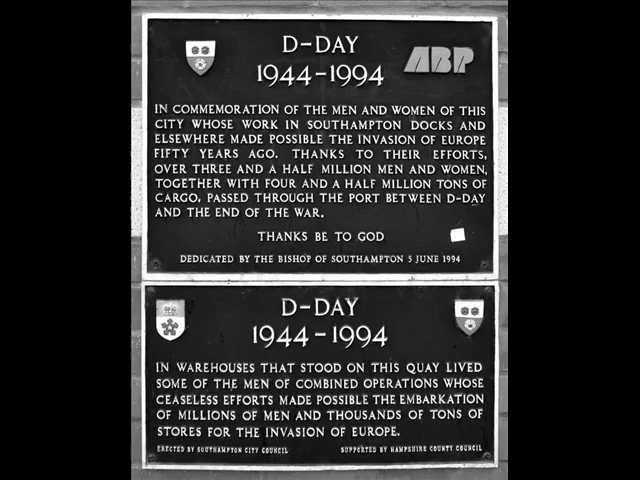 D-DAY
1944-1994
ABP
IN COMMEMORATION OF THE MEN AND WOMEN OF THIS
CITY WHOSE WORK IN SOUTHAMPTON DOCKS AND
ELSEWHERE MADE POSSIBLE THE INVASION OF EUROPE
FIFTY YEARS AGO. THANKS TO THEIR EFFORTS,
OVER THREE AND A HALF MILLION MEN AND WOMEN,
TOGETHER WITH FOUR AND A HALF MILLION TONS OF
CARGO, PASSED THROUGH THE PORT BETWEEN D-DAY
AND THE END OF THE WAR.
THANKS BE TO GOD
DEDICATED BY THE BISHOP OF SOUTHAMPTON 5 JUNE 1994
D-DAY
1944-1994
IN WAREHOUSES THAT STOOD ON THIS QUAY LIVED
SOME OF THE MEN OF COMBINED OPERATIONS WHOSE
CEASELESS EFFORTS MADE POSSIBLE THE EMBARKATION
OF MILLIONS OF MEN AND THOUSANDS OF TONS OF
STORES FOR THE INVASION OF EUROPE.
ERECTED BY SOUTHAMPTON CITY COUNCIL
SUPPORTED BY HAMPSHIRE COUNTY COUNCIL